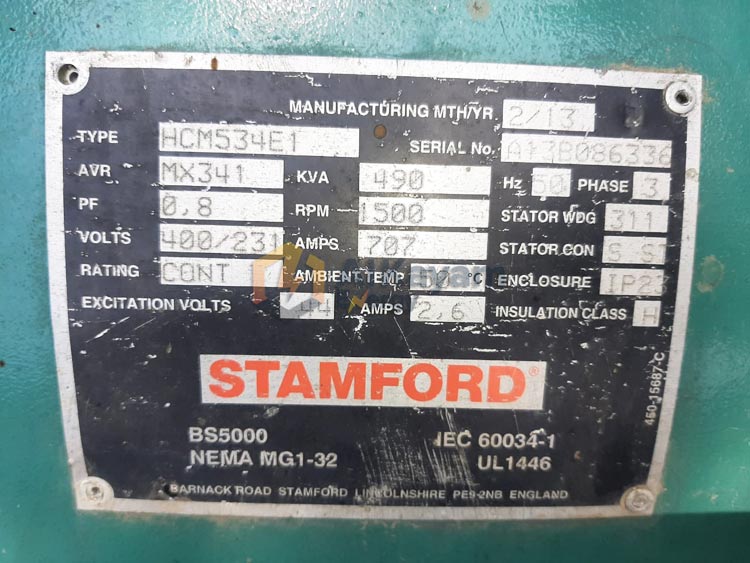 MANUFACTURING MTH/YR 2/13
TYPE HCM534E1 SERIAL No. A13B086336
AVR MX341 KVA 490 Hz 50 PHASE 3
PF 0,8 RPM 1500 STATOR WDG 311
VOLTS 400/231 AMPS 707 STATOR CON S ST
RATING CONT AMBIENT TEMP °C ENCLOSURE IP23
EXCITATION VOLTS 44 AMPS 2,6 INSULATION CLASS H
STAMFORD®
BS5000 IEC 60034-1
NEMA MG1-32 UL1446
BARNACK ROAD STAMFORD LINCOLNSHIRE PE9-2NB ENGLAND
450-15687-C